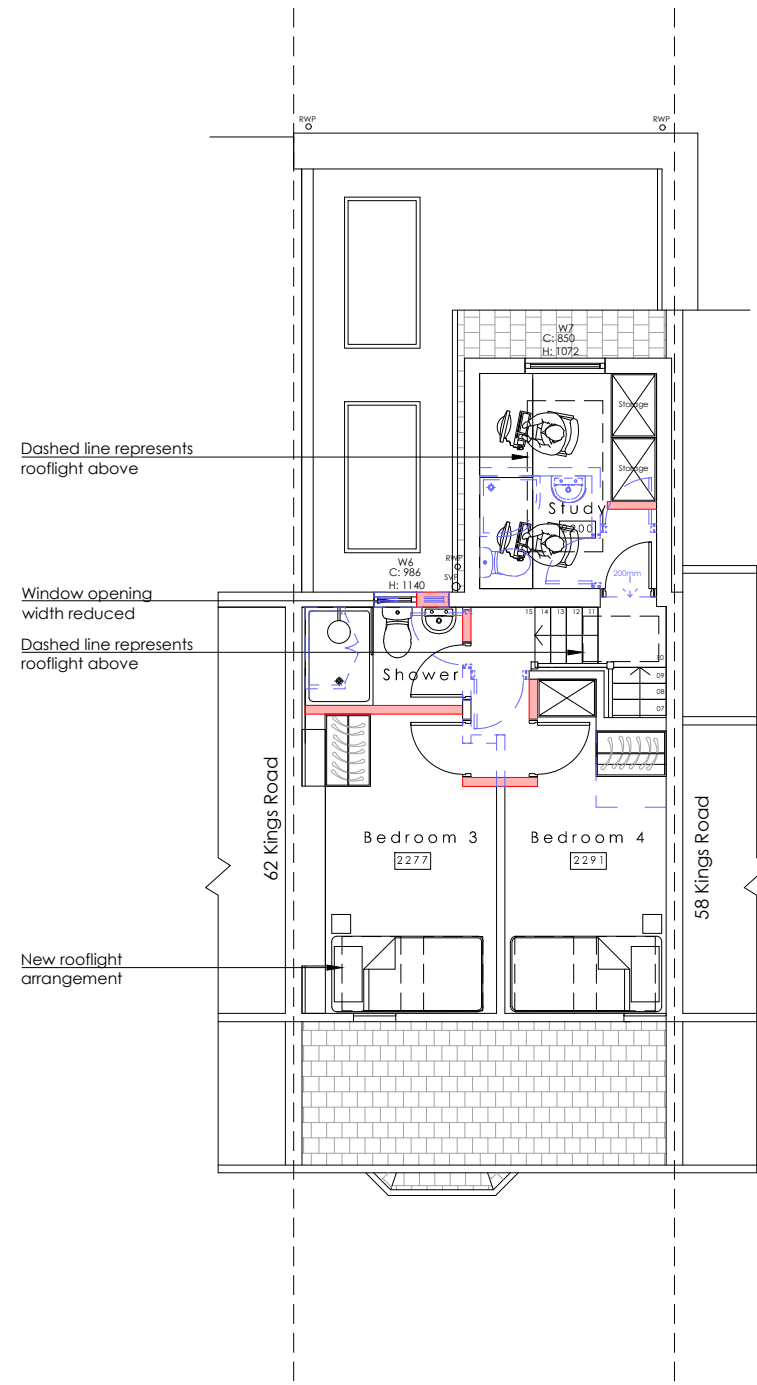 RWP
RWP
W7
C: 850
H: 1072
Storage
Dashed line represents
rooflight above
Storage
Study
RWP
W6
C: 986
H: 1140
200mm
SVP
Window opening
width reduced
15 14 13 12 11
Dashed line represents
rooflight above
10
Shower
09
08
07
62 Kings Road
58 Kings Road
Bedroom 3
2277
Bedroom 4
2291
New rooflight
arrangement